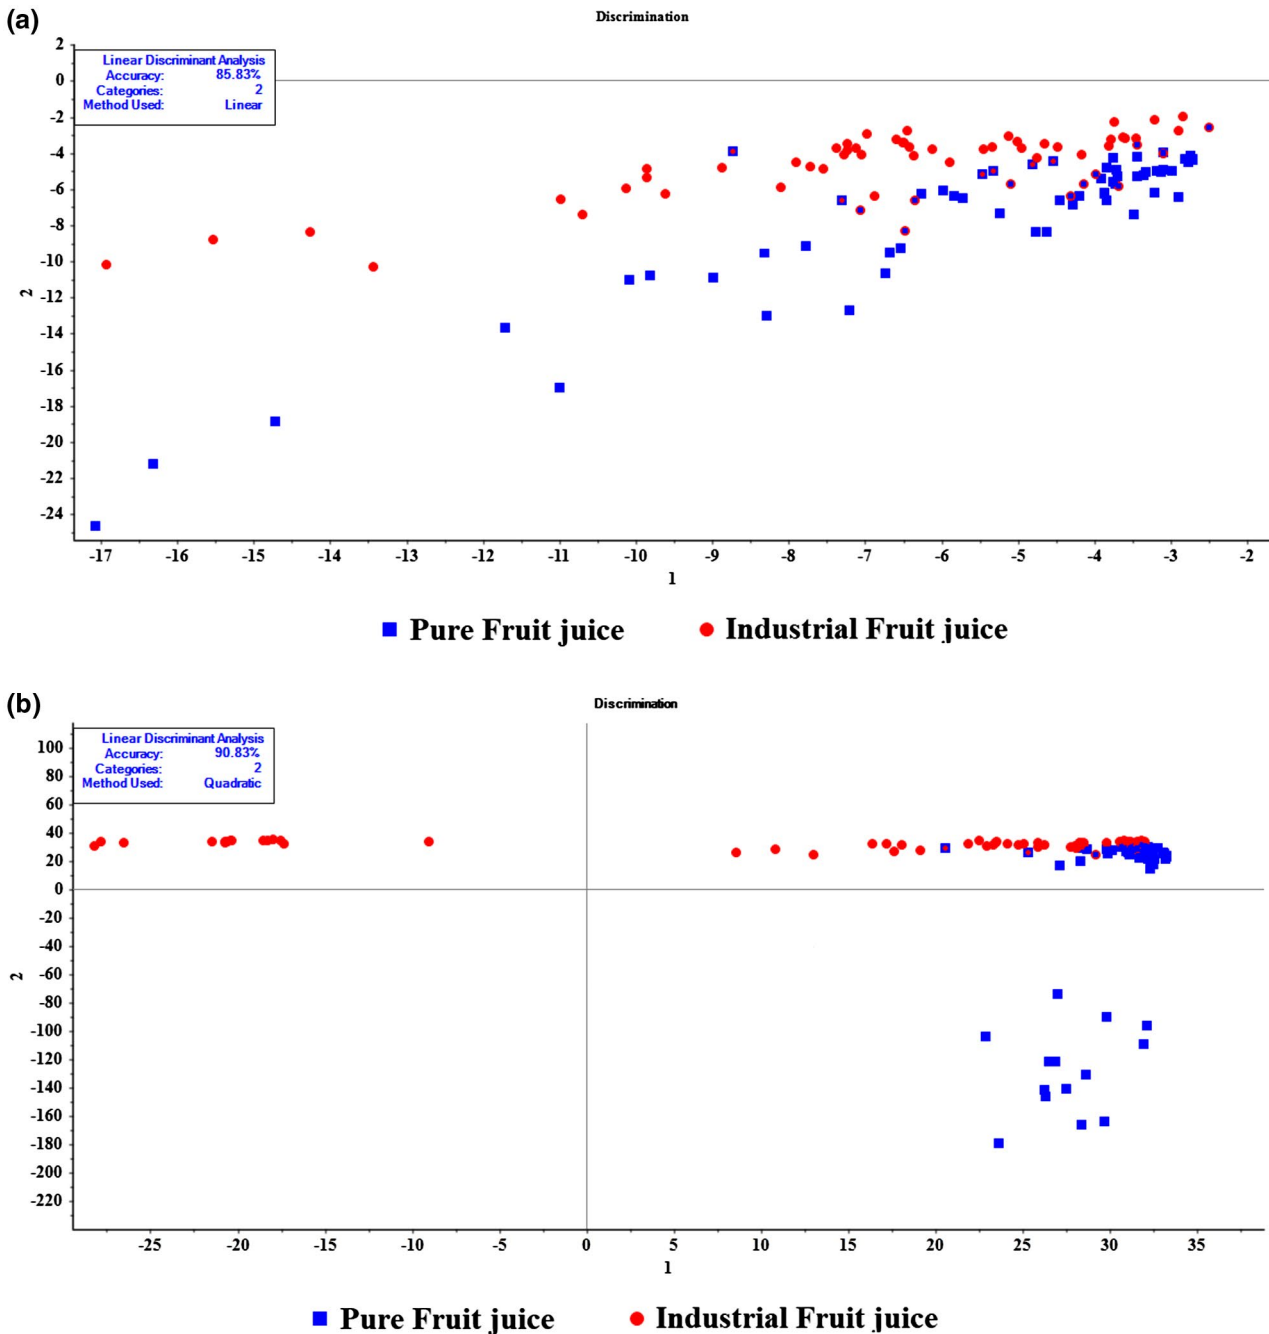 (a)
Discrimination
Linear Discriminant Analysis
Accuracy: 85.83%
Categories: 2
Method Used: Linear
2
0
-2
-4
-6
-8
-10
-12
-14
-16
-18
-20
-22
-24
2
-17 -16 -15 -14 -13 -12 -11 -10 -9 -8 -7 -6 -5 -4 -3 -2
1
Pure Fruit juice Industrial Fruit juice
(b)
Discrimination
Linear Discriminant Analysis
Accuracy: 90.83%
Categories: 2
Method Used: Quadratic
100
80
60
40
20
0
-20
-40
-60
-80
-100
-120
-140
-160
-180
-200
-220
2
-25 -20 -15 -10 -5 0 5 10 15 20 25 30 35
1
Pure Fruit juice Industrial Fruit juice